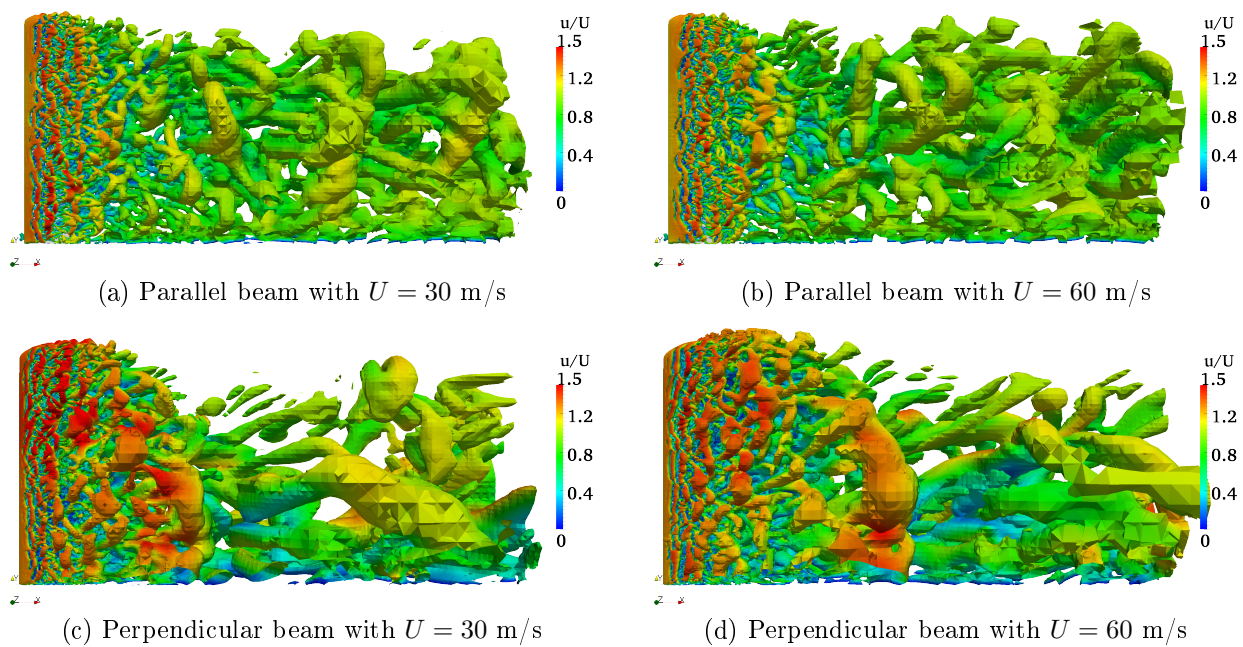 u/U
1.5
1.2
0.8
0.4
0
Y
Z X
(a) Parallel beam with U = 30 m/s
u/U
1.5
1.2
0.8
0.4
0
Y
Z X
(b) Parallel beam with U = 60 m/s
u/U
1.5
1.2
0.8
0.4
0
Y
Z X
(c) Perpendicular beam with U = 30 m/s
u/U
1.5
1.2
0.8
0.4
0
Y
Z X
(d) Perpendicular beam with U = 60 m/s